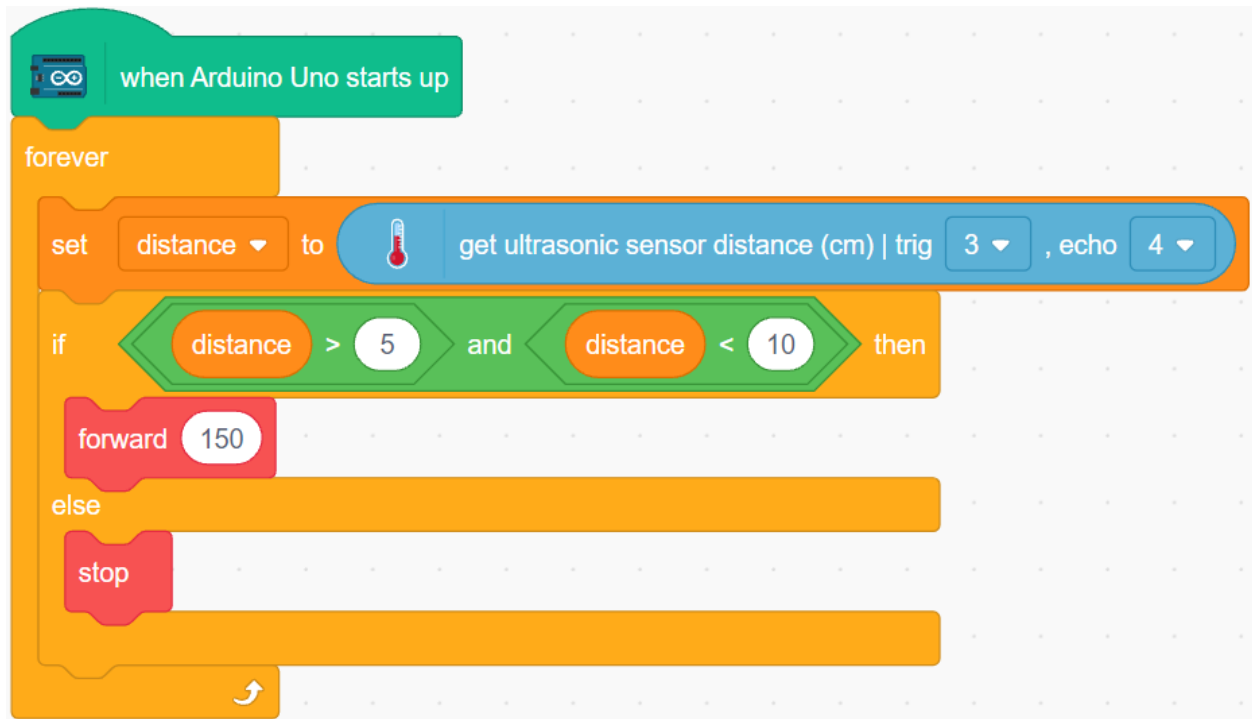 when Arduino Uno starts up
forever
set distance to get ultrasonic sensor distance (cm) | trig 3 , echo 4
if distance > 5 and distance < 10 then
forward 150
else
stop